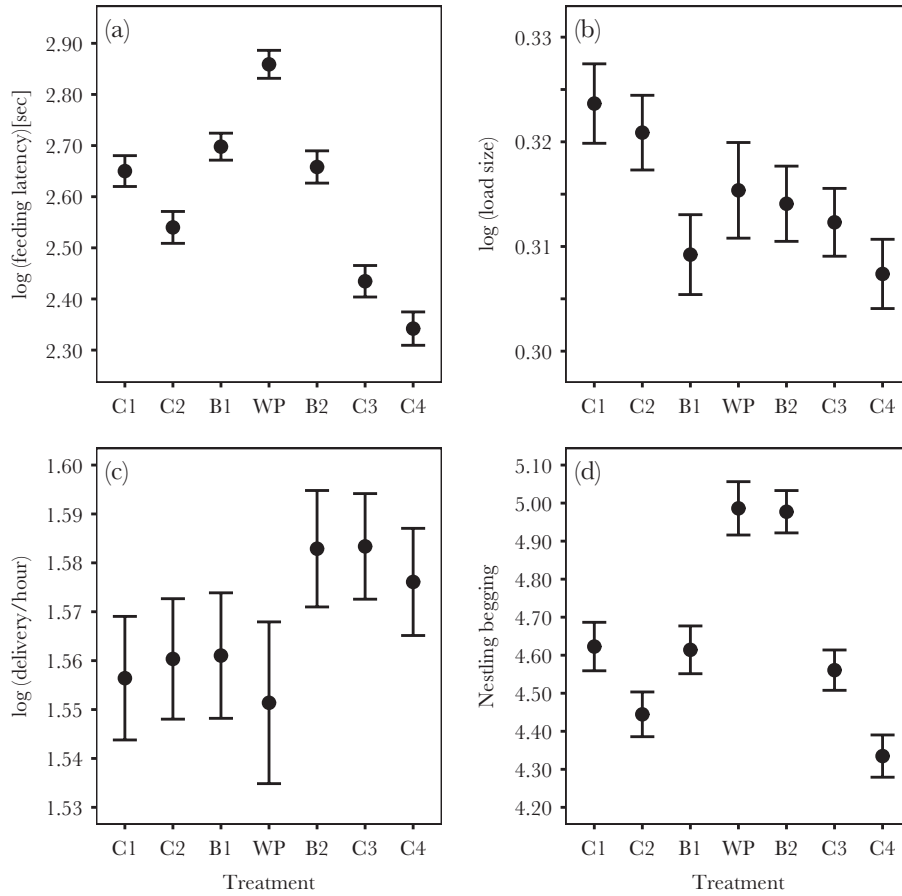 (a)
log (feeding latency)[sec]
2.90
2.80
2.70
2.60
2.50
2.40
2.30
C1 C2 B1 WP B2 C3 C4
(b)
log (load size)
0.33
0.32
0.31
0.30
C1 C2 B1 WP B2 C3 C4
(c)
log (delivery/hour)
1.60
1.59
1.58
1.57
1.56
1.55
1.54
1.53
C1 C2 B1 WP B2 C3 C4
Treatment
(d)
Nestling begging
5.10
5.00
4.90
4.80
4.70
4.60
4.50
4.40
4.30
4.20
C1 C2 B1 WP B2 C3 C4
Treatment